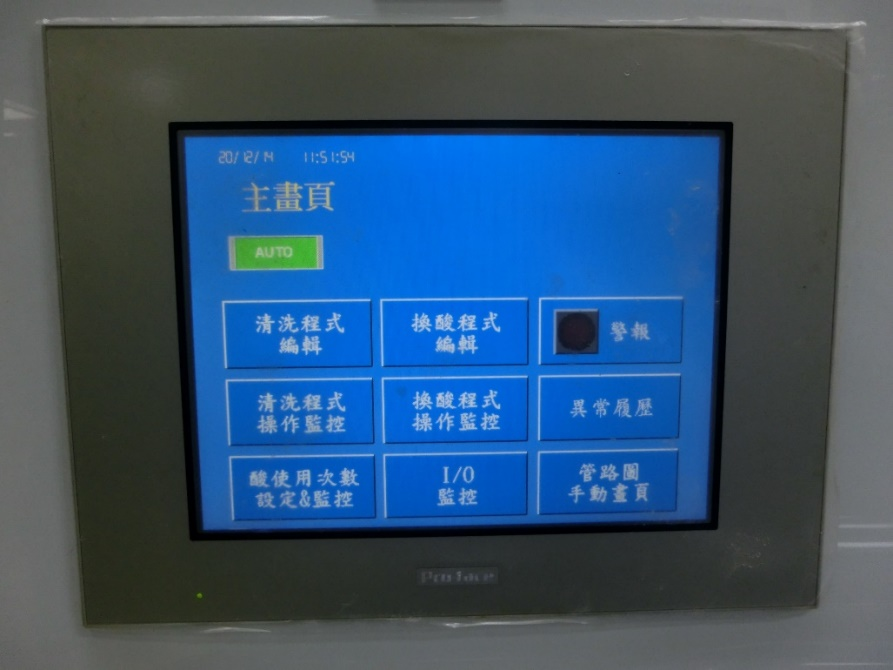 20/12/14 11:51:54
主畫頁
AUTO
清洗程式
編輯
換酸程式
編輯
警報
清洗程式
操作監控
換酸程式
操作監控
異常履歷
酸使用次數
設定&監控
I/O
監控
管路圖
手動畫頁
Pro-face